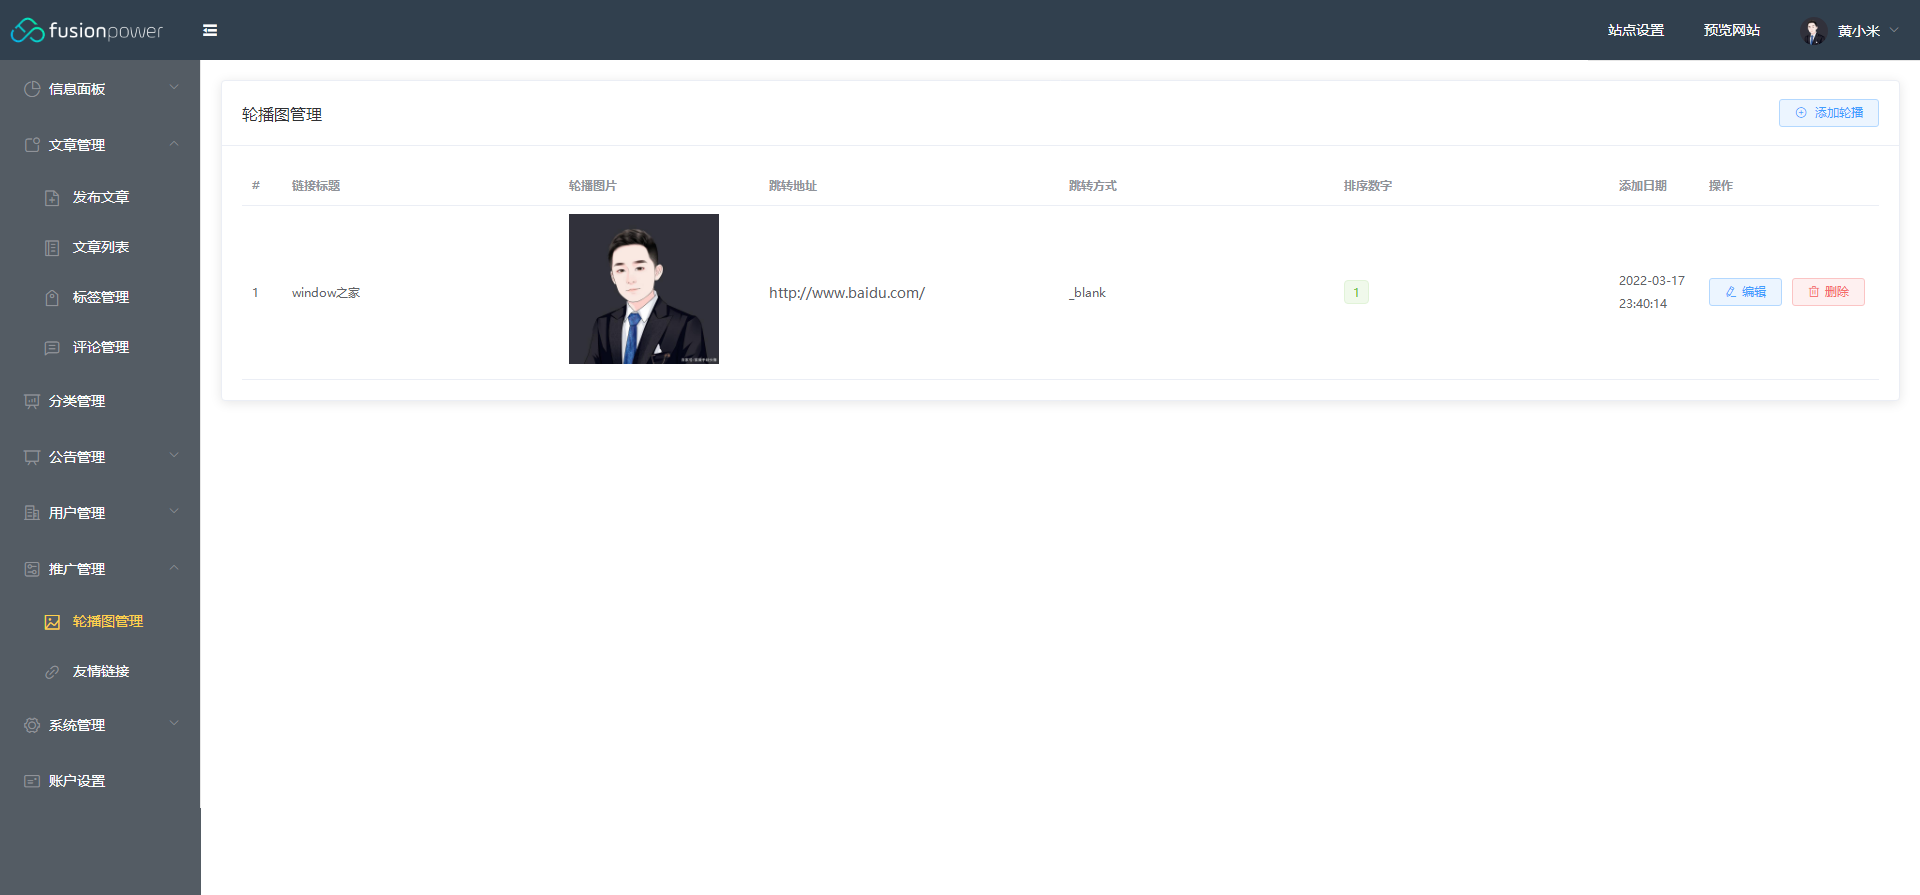 fusionpower
站点设置
预览网站
黄小米
信息面板
文章管理
发布文章
文章列表
标签管理
评论管理
分类管理
公告管理
用户管理
推广管理
轮播图管理
友情链接
系统管理
账户设置
轮播图管理
添加轮播
# 链接标题 轮播图片 跳转地址 跳转方式 排序数字 添加日期 操作
1 window之家 http://www.baidu.com/ _blank 1 2022-03-17
23:40:14
编辑 删除